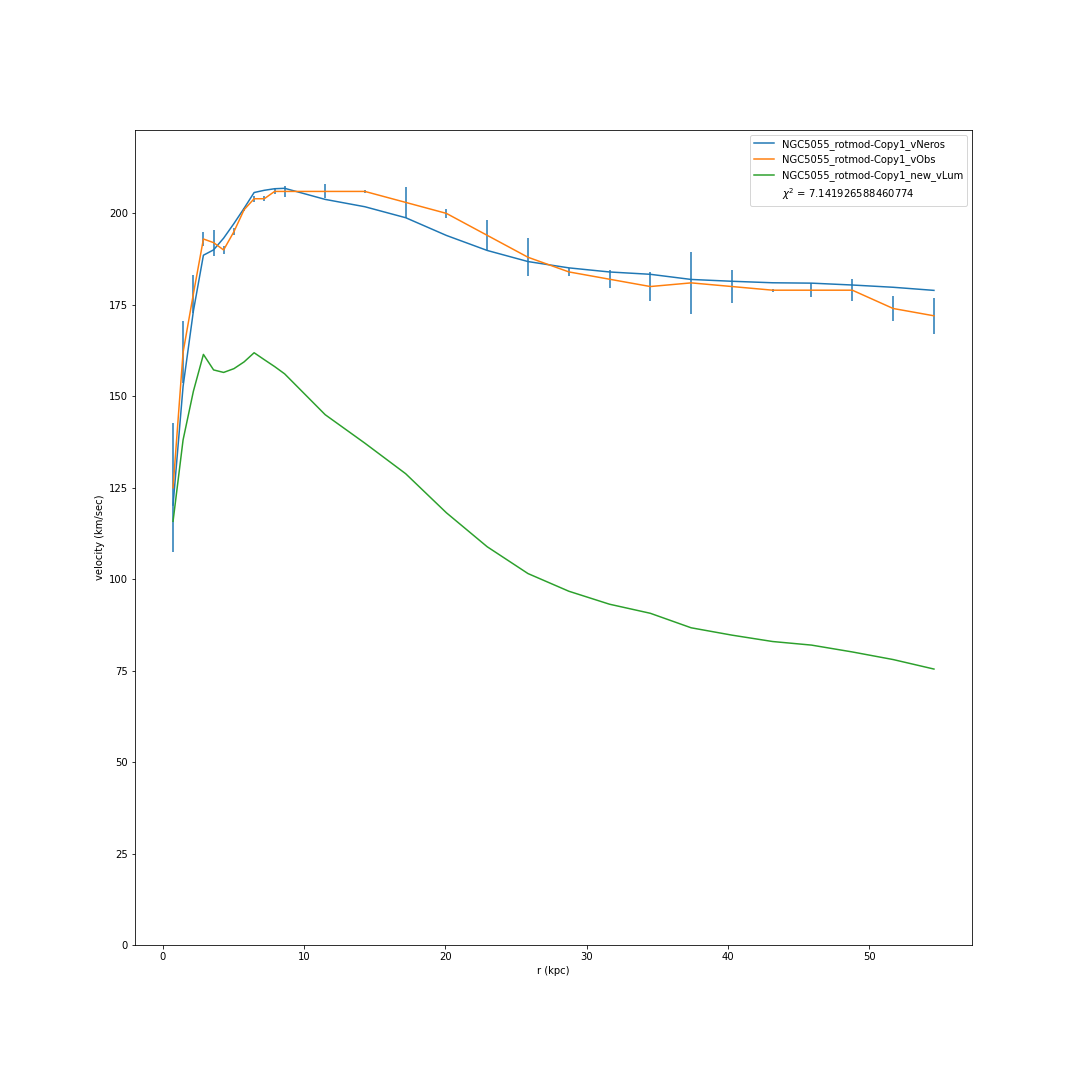 NGC5055_rotmod-Copy1_vNeros
NGC5055_rotmod-Copy1_vObs
NGC5055_rotmod-Copy1_new_vLum
χ² = 7.141926588460774
200
175
150
125
100
75
50
25
0
velocity (km/sec)
0 10 20 30 40 50
r (kpc)